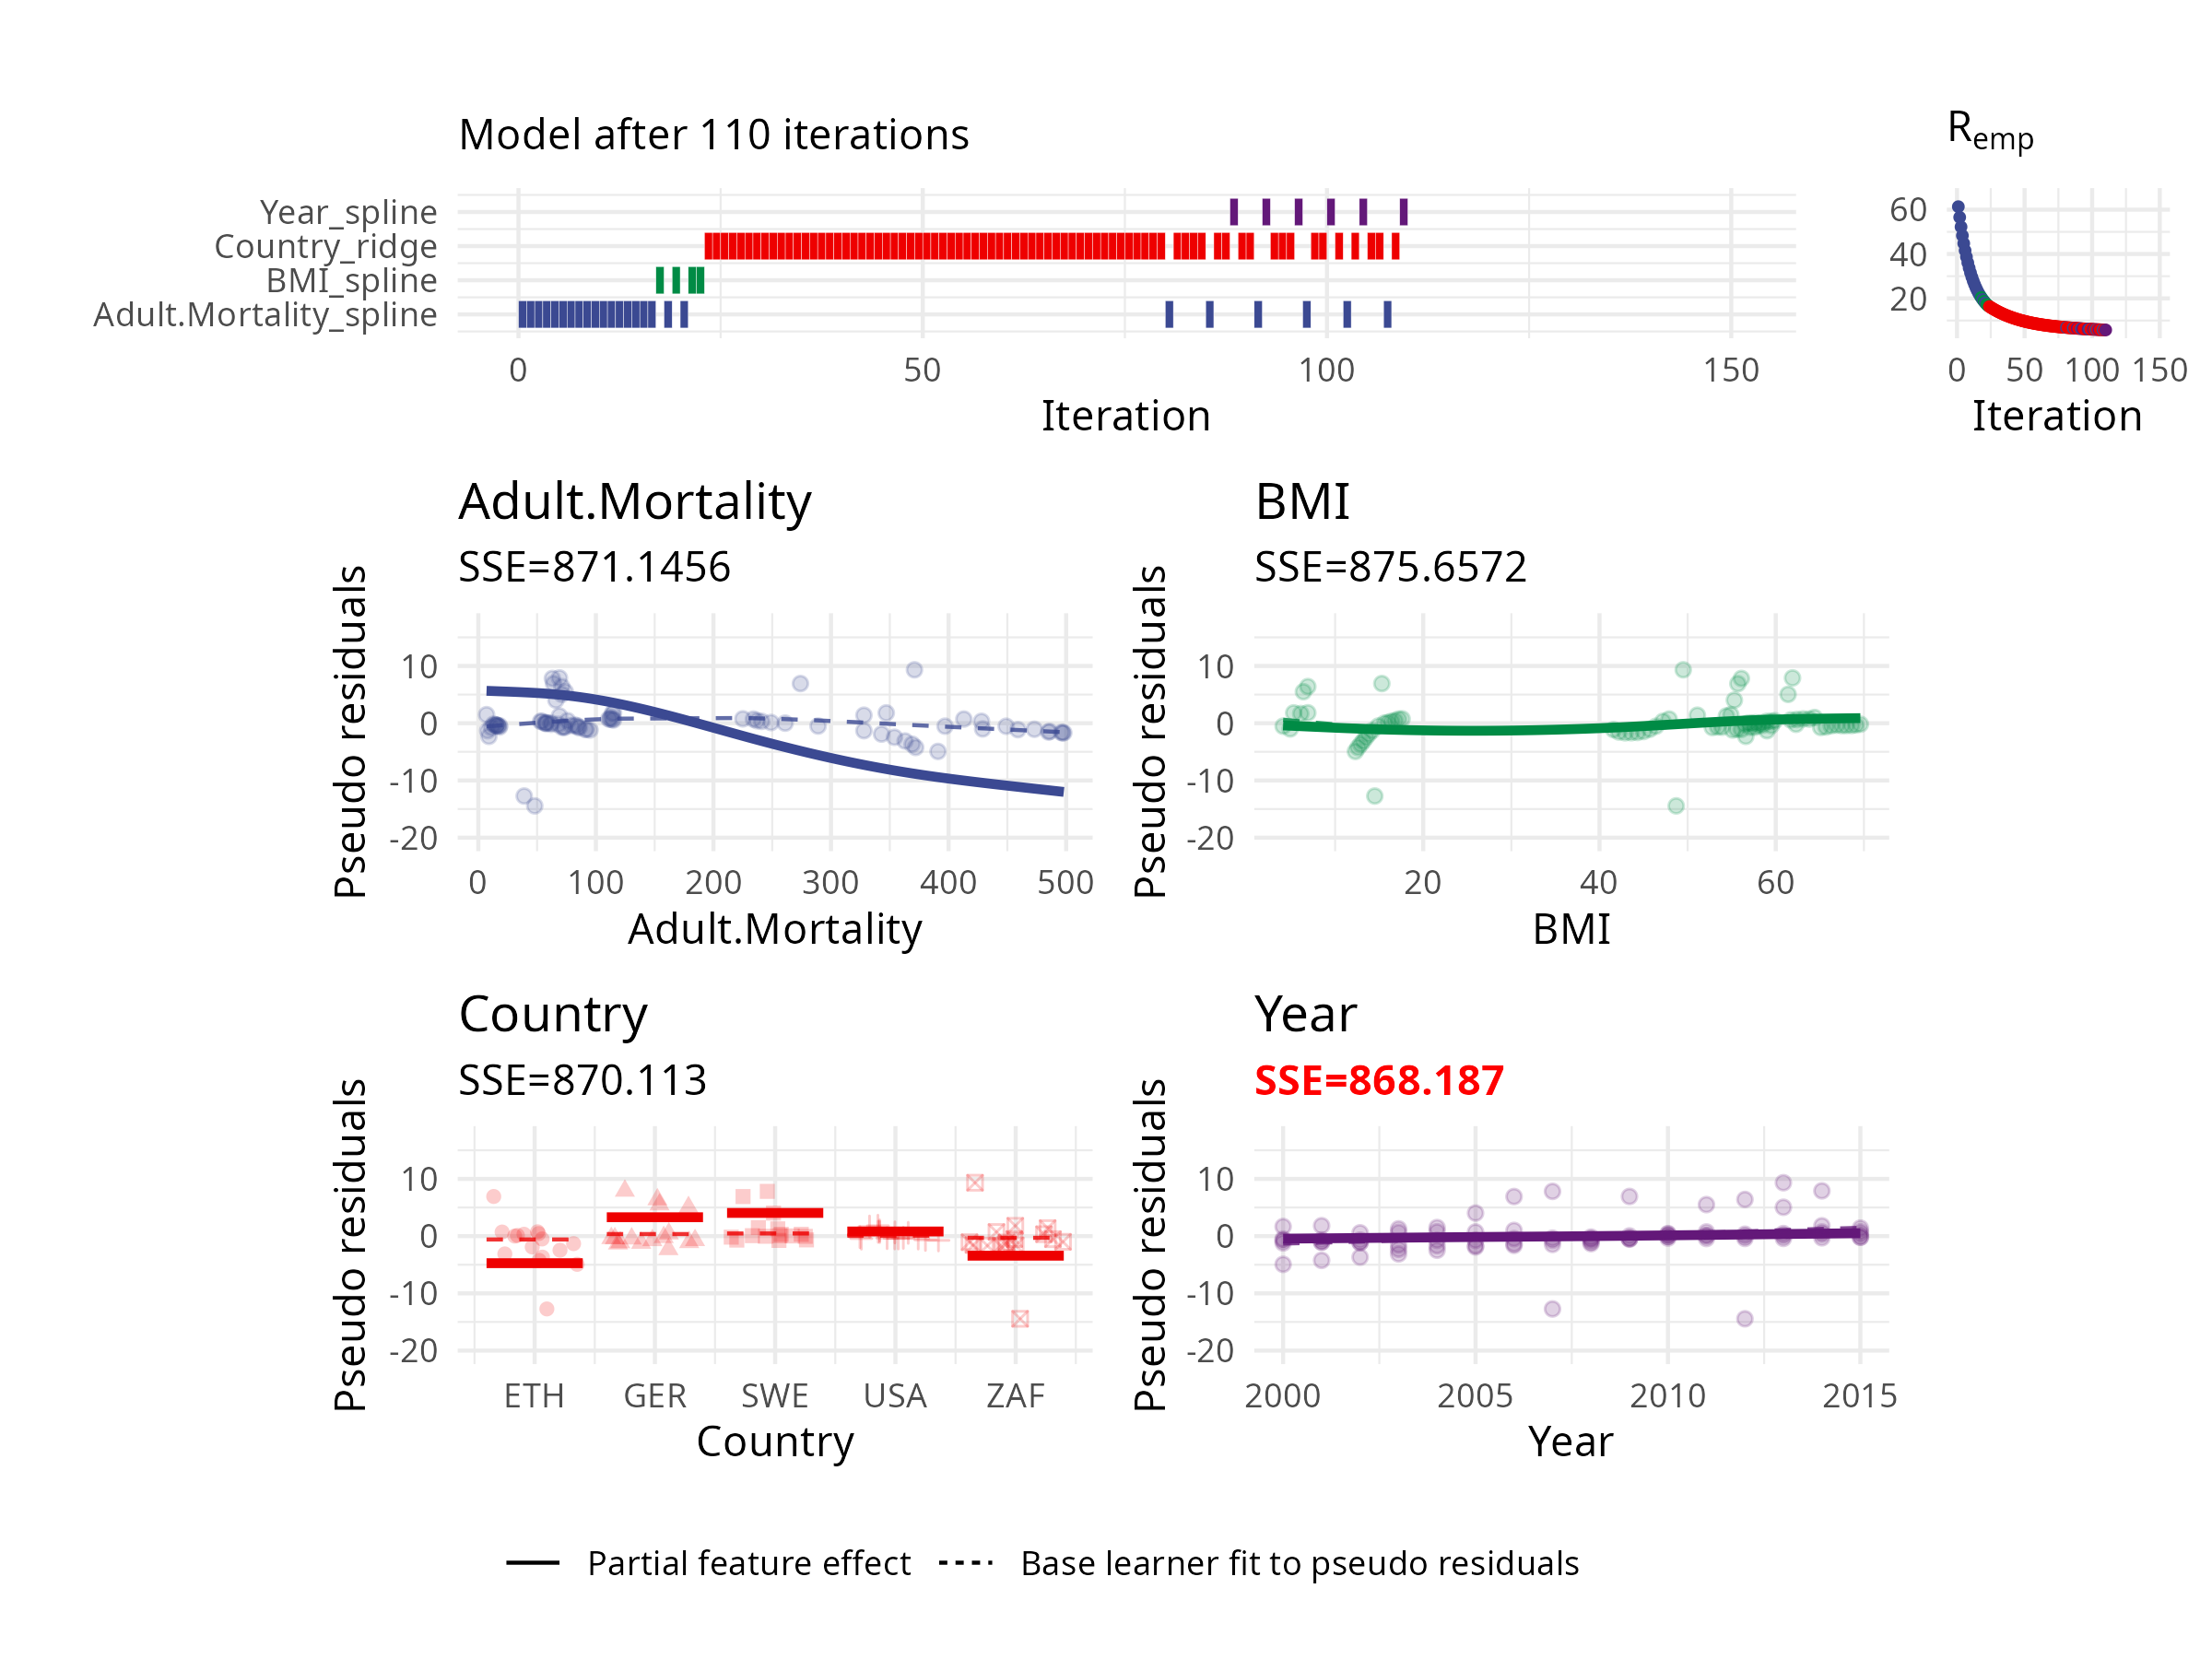 Model after 110 iterations
R_emp
Year_spline
Country_ridge
BMI_spline
Adult.Mortality_spline
0 50 100 150
Iteration
60
40
20
0 50 100 150
Iteration
Adult.Mortality
SSE=871.1456
Pseudo residuals
10
0
-10
-20
0 100 200 300 400 500
Adult.Mortality
BMI
SSE=875.6572
Pseudo residuals
10
0
-10
-20
20 40 60
BMI
Country
SSE=870.113
Pseudo residuals
10
0
-10
-20
ETH GER SWE USA ZAF
Country
Year
SSE=868.187
Pseudo residuals
10
0
-10
-20
2000 2005 2010 2015
Year
Partial feature effect Base learner fit to pseudo residuals